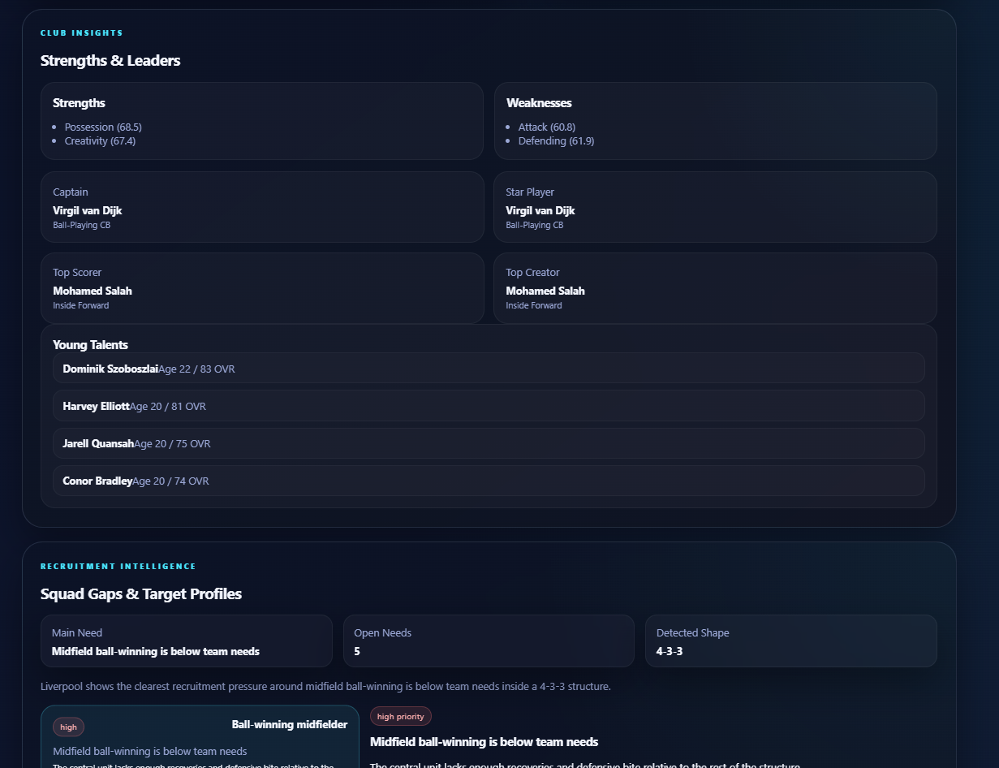 CLUB INSIGHTS
Strengths & Leaders
Strengths
Possession (68.5)
Creativity (67.4)
Weaknesses
Attack (60.8)
Defending (61.9)
Captain
Virgil van Dijk
Ball-Playing CB
Star Player
Virgil van Dijk
Ball-Playing CB
Top Scorer
Mohamed Salah
Inside Forward
Top Creator
Mohamed Salah
Inside Forward
Young Talents
Dominik SzoboszlaiAge 22 / 83 OVR
Harvey ElliottAge 20 / 81 OVR
Jarell QuansahAge 20 / 75 OVR
Conor BradleyAge 20 / 74 OVR
RECRUITMENT INTELLIGENCE
Squad Gaps & Target Profiles
Main Need
Midfield ball-winning is below team needs
Open Needs
5
Detected Shape
4-3-3
Liverpool shows the clearest recruitment pressure around midfield ball-winning is below team needs inside a 4-3-3 structure.
high
Ball-winning midfielder
Midfield ball-winning is below team needs
The central unit lacks enough recoveries and defensive bite relative to the
high priority
Midfield ball-winning is below team needs
The central unit lacks enough recoveries and defensive bite relative to the rest of the structure.